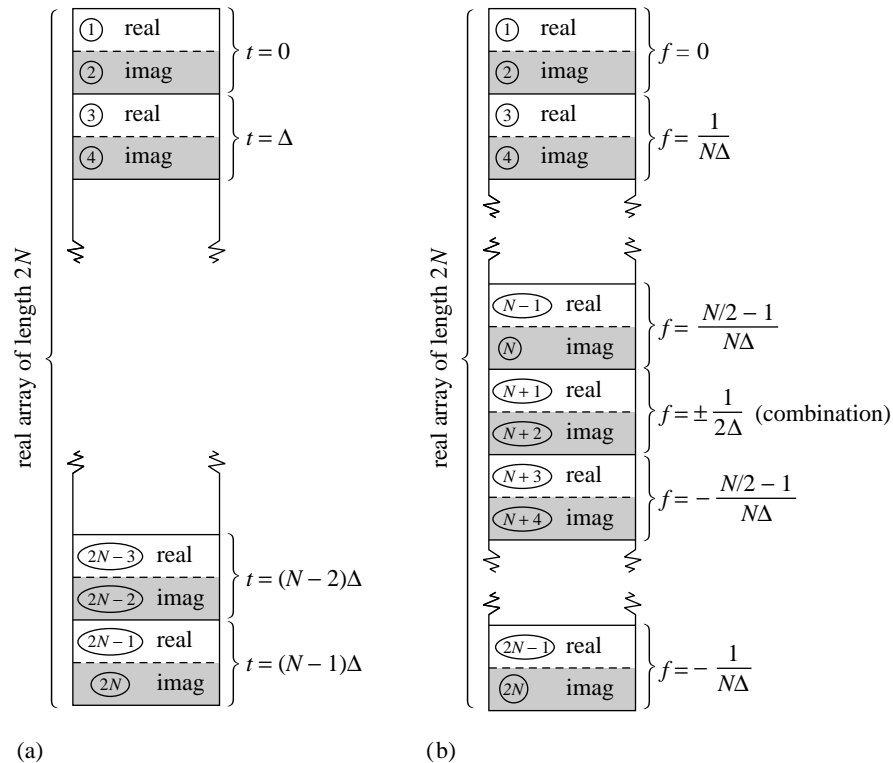 real array of length 2N
① real
② imag
t = 0
③ real
④ imag
t = Δ
2N − 3 real
2N − 2 imag
t = (N − 2)Δ
2N − 1 real
2N imag
t = (N − 1)Δ
(a)
real array of length 2N
① real
② imag
f = 0
③ real
④ imag
f = 1/NΔ
N − 1 real
N imag
f = N/2 − 1/NΔ
N + 1 real
N + 2 imag
f = ± 1/2Δ (combination)
N + 3 real
N + 4 imag
f = − N/2 − 1/NΔ
2N − 1 real
2N imag
f = − 1/NΔ
(b)